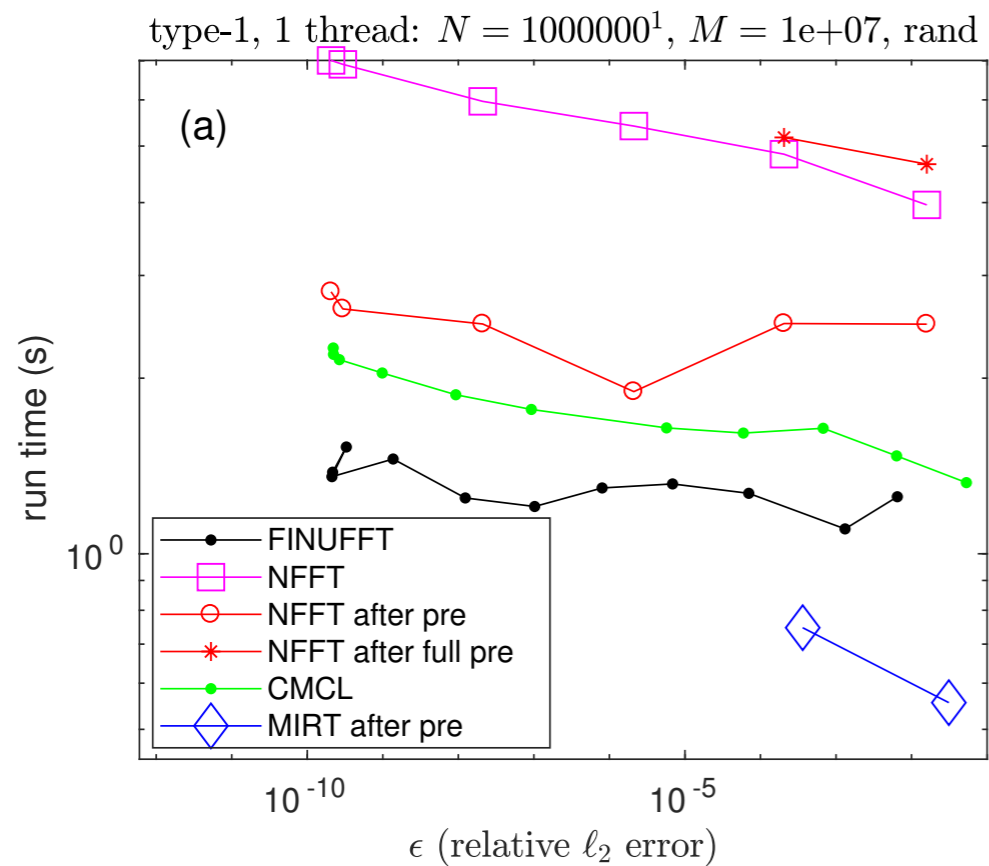 type-1, 1 thread: N = 1000000¹, M = 1e+07, rand
(a)
run time (s)
10⁰
FINUFFT
NFFT
NFFT after pre
NFFT after full pre
CMCL
MIRT after pre
10⁻¹⁰
10⁻⁵
ϵ (relative ℓ₂ error)